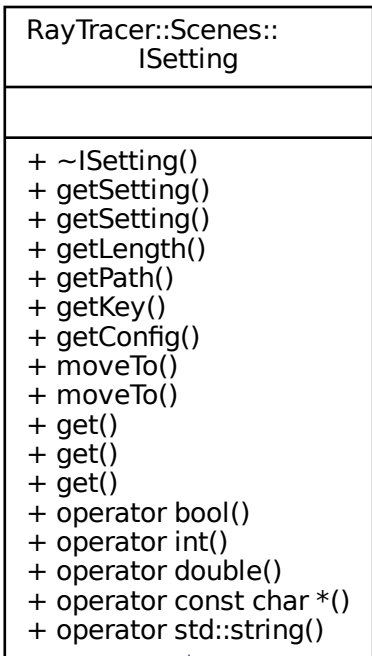 RayTracer::Scenes::
ISetting
+ ~ISetting()
+ getSetting()
+ getSetting()
+ getLength()
+ getPath()
+ getKey()
+ getConfig()
+ moveTo()
+ moveTo()
+ get()
+ get()
+ get()
+ operator bool()
+ operator int()
+ operator double()
+ operator const char *()
+ operator std::string()